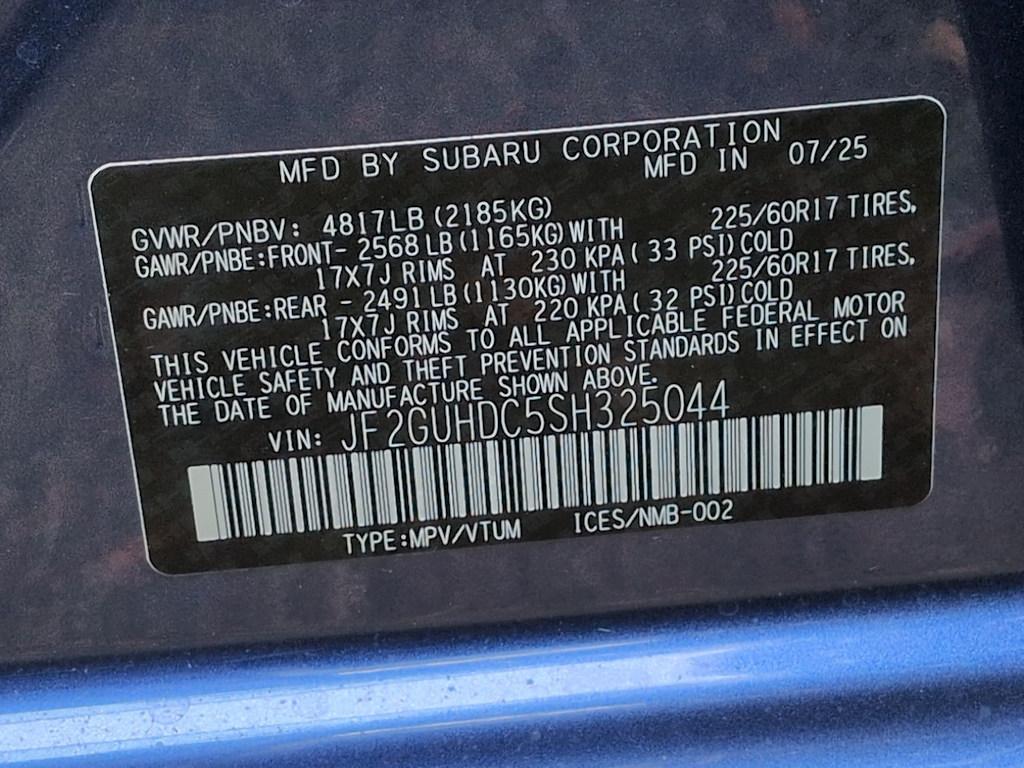 MFD BY SUBARU CORPORATION
MFD IN 07/25
GVWR/PNBV: 4817LB (2185KG)
GAWR/PNBE:FRONT- 2568 LB (1165KG) WITH 225/60R17 TIRES,
17X7J RIMS AT 230 KPA ( 33 PSI) COLD
GAWR/PNBE:REAR - 2491 LB (1130KG) WITH 225/60R17 TIRES,
17X7J RIMS AT 220 KPA ( 32 PSI) COLD
THIS VEHICLE CONFORMS TO ALL APPLICABLE FEDERAL MOTOR
VEHICLE SAFETY AND THEFT PREVENTION STANDARDS IN EFFECT ON
THE DATE OF MANUFACTURE SHOWN ABOVE.
VIN: JF2GUHDC5SH325044
TYPE:MPV/VTUM ICES/NMB-002